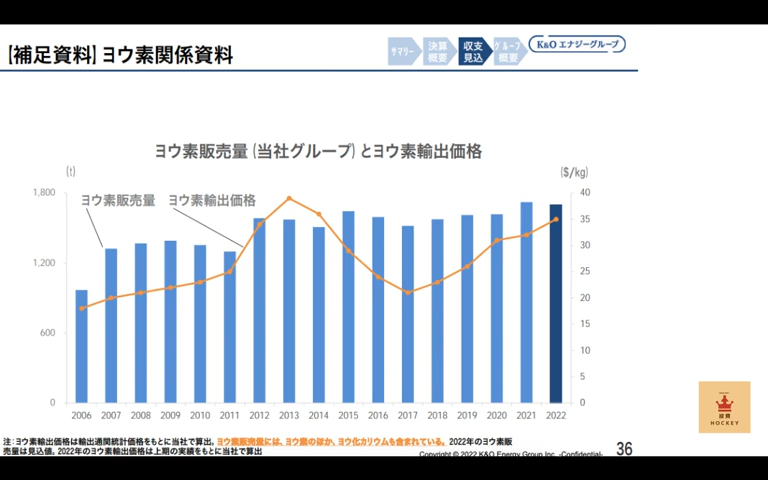 [補足資料] ヨウ素関係資料
サマリー
決算
概要
収支
見込
グループ
概要
K&O エナジーグループ
ヨウ素販売量 (当社グループ) とヨウ素輸出価格
(t)
($/kg)
ヨウ素販売量
ヨウ素輸出価格
1,800
1,200
600
0
40
35
30
25
20
15
10
5
0
2006 2007 2008 2009 2010 2011 2012 2013 2014 2015 2016 2017 2018 2019 2020 2021 2022
投資
HOCKEY
注：ヨウ素輸出価格は輸出通関統計価格をもとに当社で算出。ヨウ素販売量には、ヨウ素のほか、ヨウ化カリウムも含まれている。2022年のヨウ素販
売量は見込値。2022年のヨウ素輸出価格は上期の実績をもとに当社で算出
Copyright © 2022 K&O Energy Group Inc. -Confidential-
36